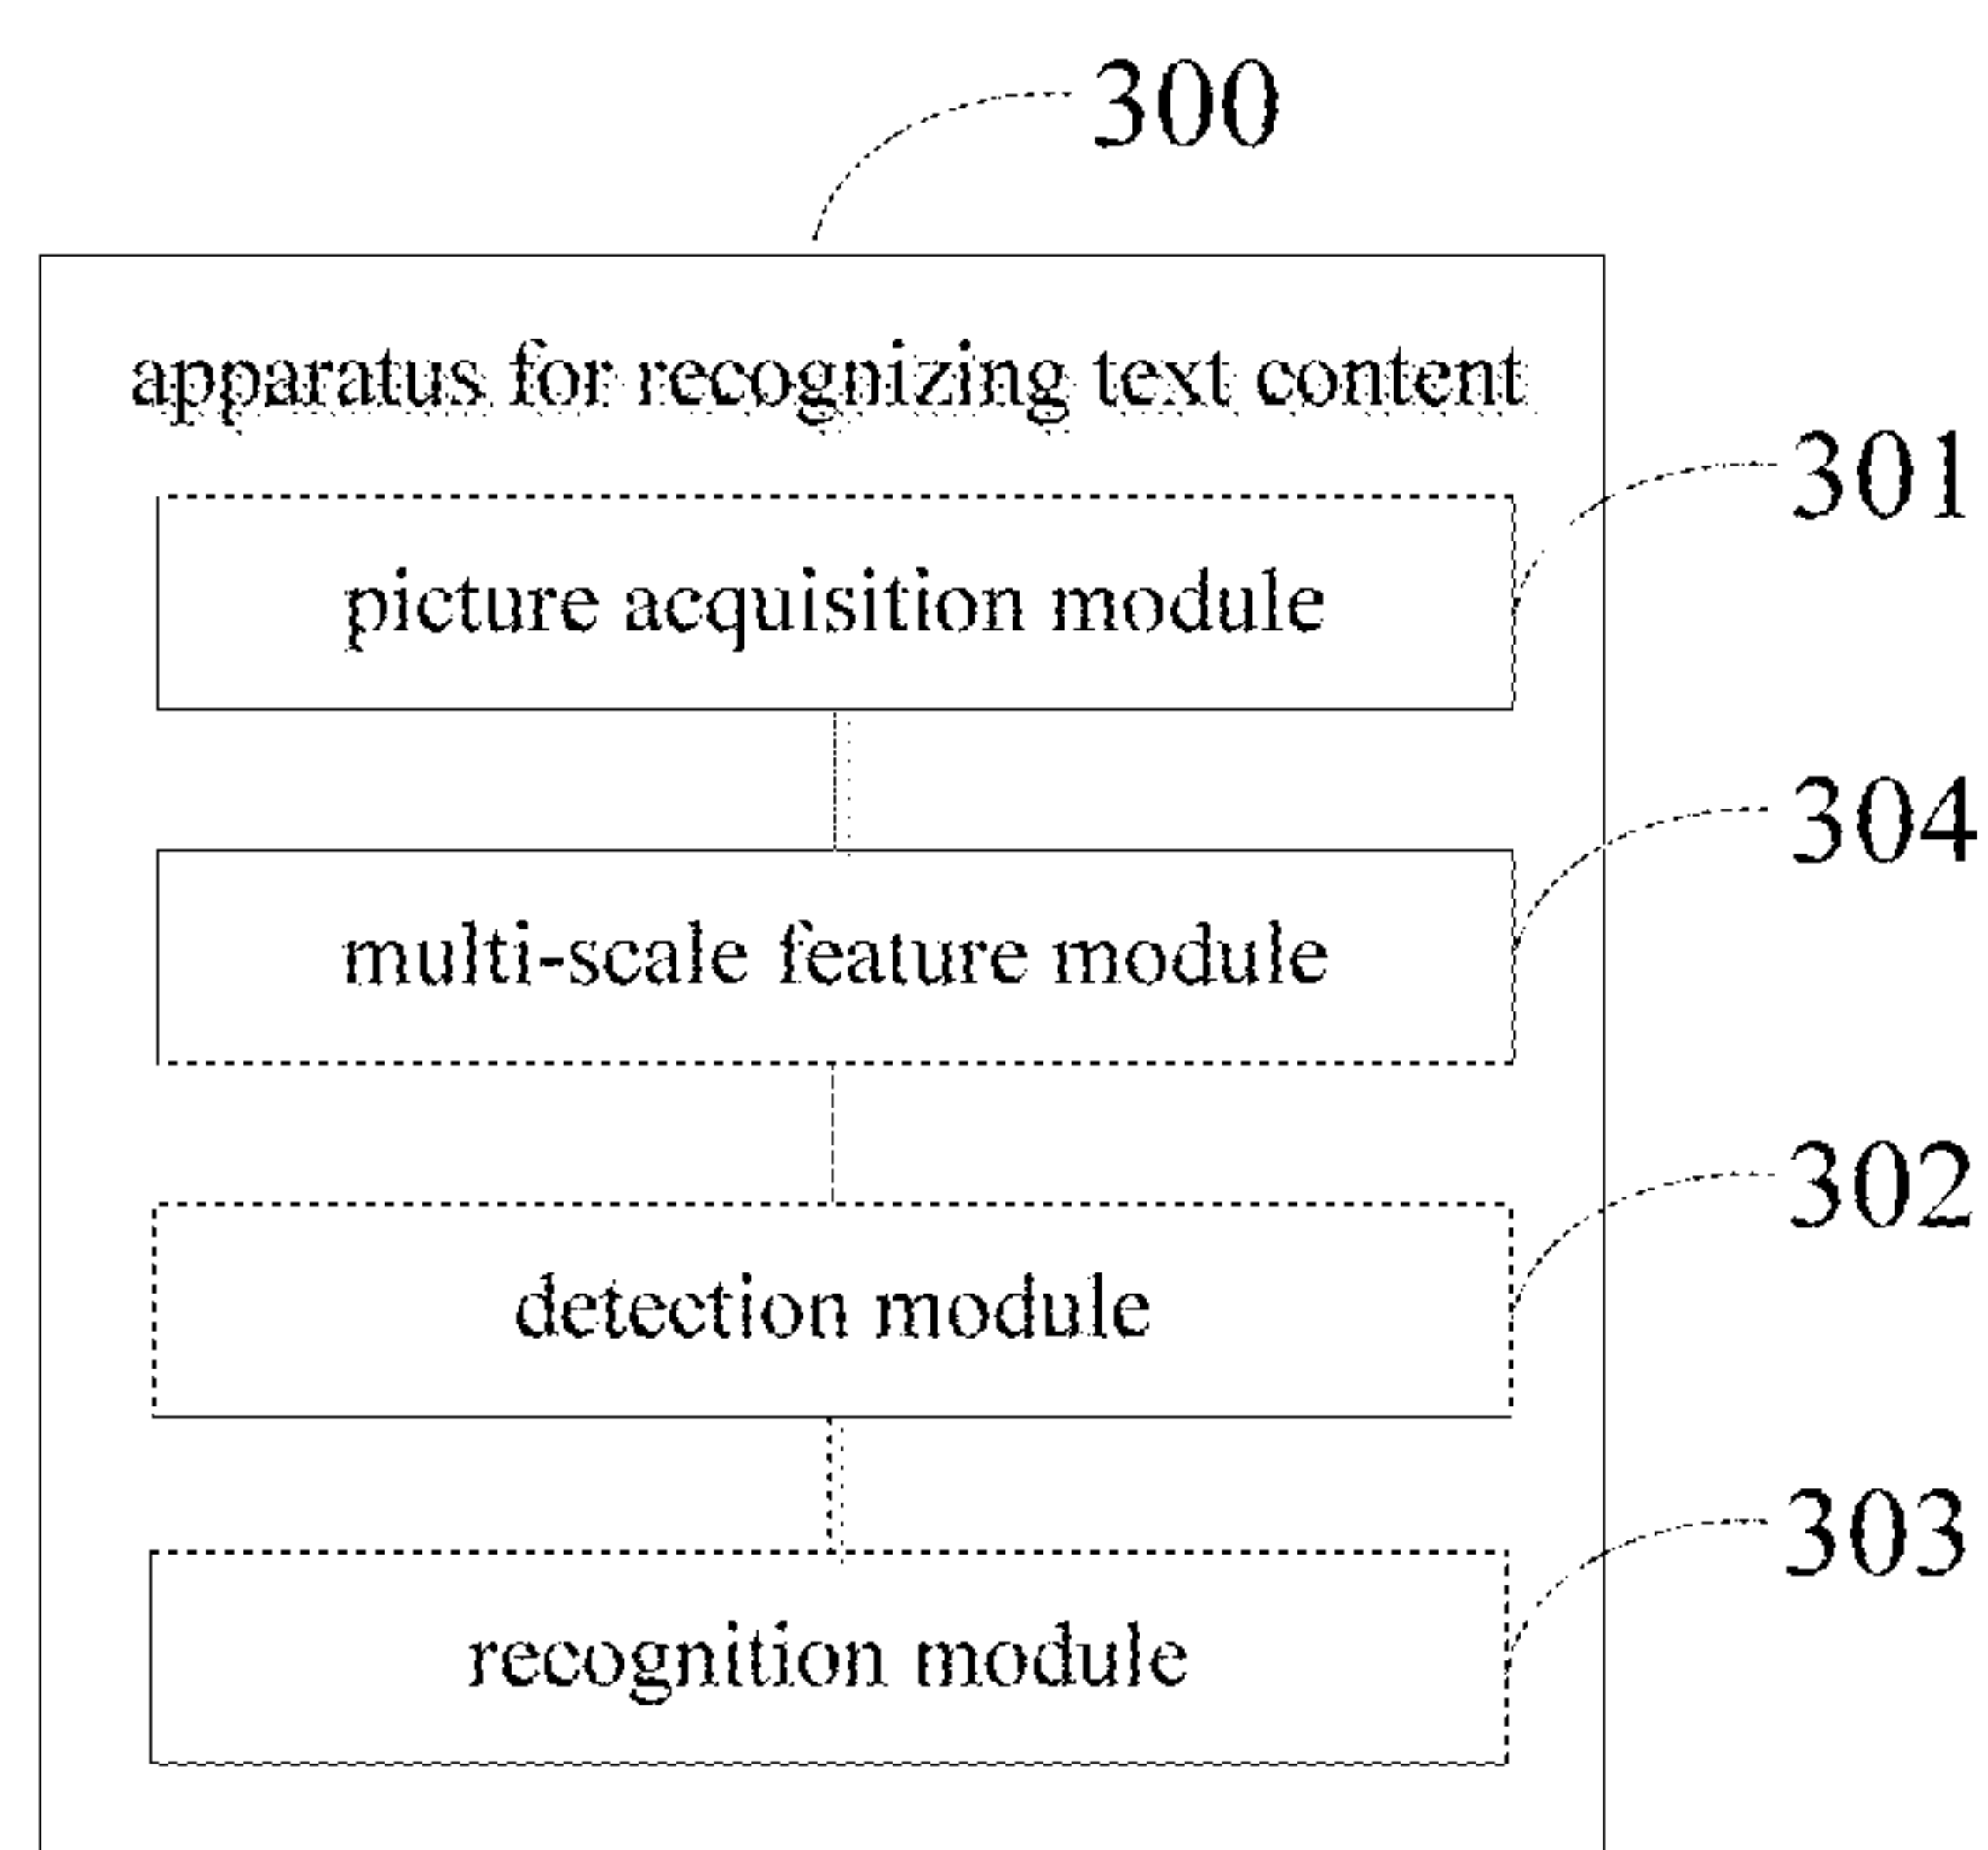 300
apparatus for recognizing text content
301
picture acquisition module
304
multi-scale feature module
302
detection module
303
recognition module